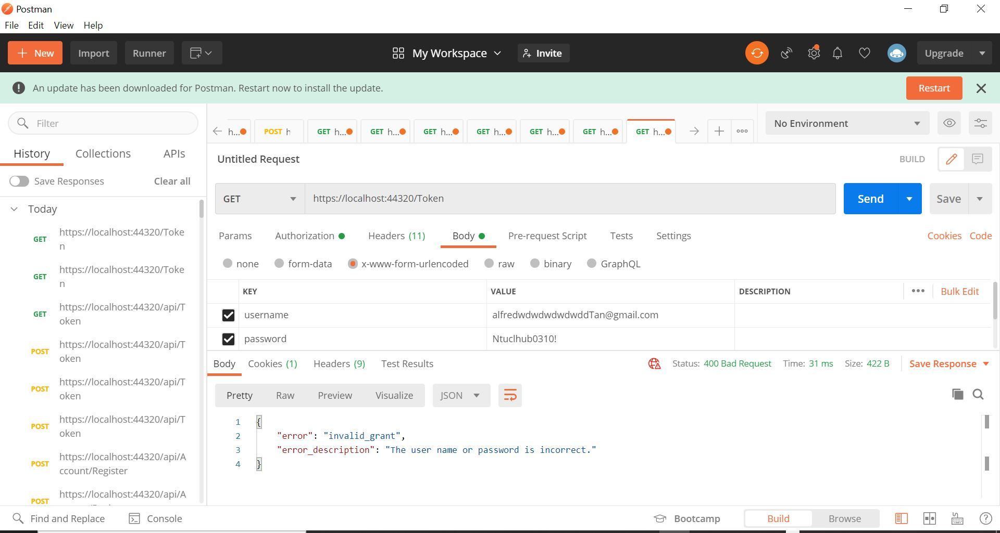 Postman
File Edit View Help
New Import Runner My Workspace Invite Upgrade
An update has been downloaded for Postman. Restart now to install the update. Restart
Filter
h... POST h GET h... GET h... GET h... GET h... GET h... GET h... GET h... No Environment
History Collections APIs
Untitled Request BUILD
Save Responses Clear all
GET https://localhost:44320/Token Send Save
Today
Params Authorization Headers (11) Body Pre-request Script Tests Settings Cookies Code
none form-data x-www-form-urlencoded raw binary GraphQL
KEY VALUE DESCRIPTION Bulk Edit
username alfredwdwdwdwdwddTan@gmail.com
password Ntuclhub0310!
GET https://localhost:44320/Toke
n
GET https://localhost:44320/Toke
n
GET https://localhost:44320/api/T
oken
POST https://localhost:44320/api/T
oken
POST https://localhost:44320/api/T
oken
POST https://localhost:44320/api/T
oken
POST https://localhost:44320/api/A
ccount/Register
POST https://localhost:44320/api/A
Body Cookies (1) Headers (9) Test Results Status: 400 Bad Request Time: 31 ms Size: 422 B Save Response
Pretty Raw Preview Visualize JSON
1 {
2 "error": "invalid_grant",
3 "error_description": "The user name or password is incorrect."
4 }
Find and Replace Console Bootcamp Build Browse